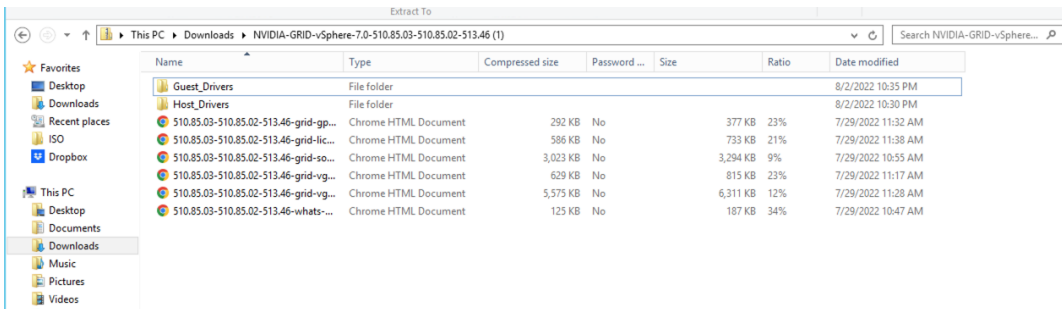 Extract To
This PC Downloads NVIDIA-GRID-vSphere-7.0-510.85.03-510.85.02-513.46 (1) Search NVIDIA-GRID-vSphere...
Favorites
Desktop
Downloads
Recent places
ISO
Dropbox
This PC
Desktop
Documents
Downloads
Music
Pictures
Videos
Name Type Compressed size Password ... Size Ratio Date modified
Guest_Drivers File folder 8/2/2022 10:35 PM
Host_Drivers File folder 8/2/2022 10:30 PM
510.85.03-510.85.02-513.46-grid-gp... Chrome HTML Document 292 KB No 377 KB 23% 7/29/2022 11:32 AM
510.85.03-510.85.02-513.46-grid-lic... Chrome HTML Document 586 KB No 733 KB 21% 7/29/2022 11:38 AM
510.85.03-510.85.02-513.46-grid-so... Chrome HTML Document 3,023 KB No 3,294 KB 9% 7/29/2022 10:55 AM
510.85.03-510.85.02-513.46-grid-vg... Chrome HTML Document 629 KB No 815 KB 23% 7/29/2022 11:17 AM
510.85.03-510.85.02-513.46-grid-vg... Chrome HTML Document 5,575 KB No 6,311 KB 12% 7/29/2022 11:28 AM
510.85.03-510.85.02-513.46-whats-... Chrome HTML Document 125 KB No 187 KB 34% 7/29/2022 10:47 AM